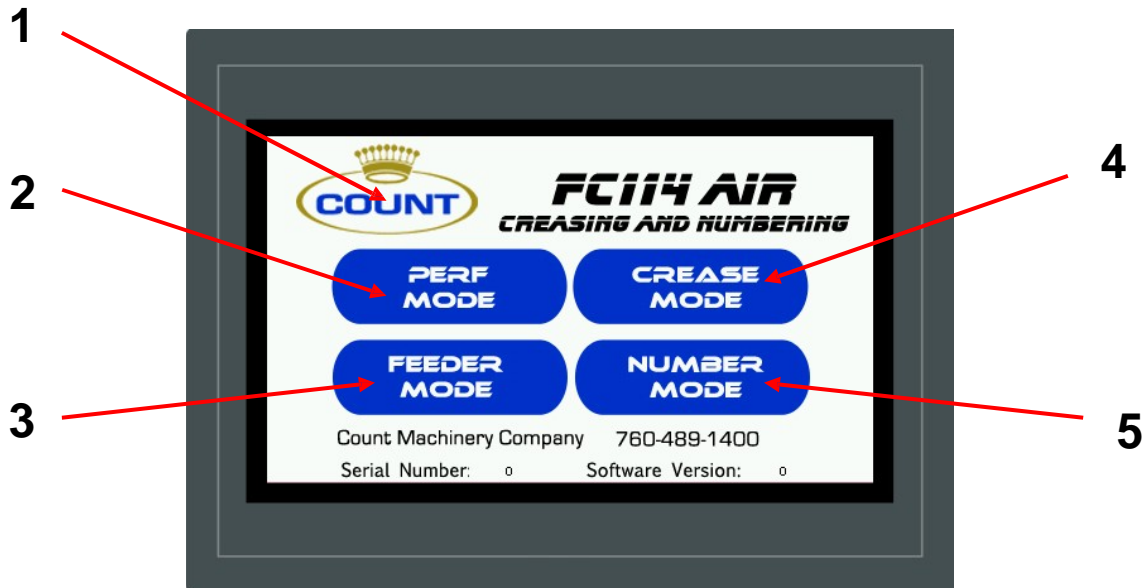 1
2
3
4
5
COUNT
FC114 AIR
CREASING AND NUMBERING
PERF
MODE
CREASE
MODE
FEEDER
MODE
NUMBER
MODE
Count Machinery Company 760-489-1400
Serial Number: 0 Software Version: 0